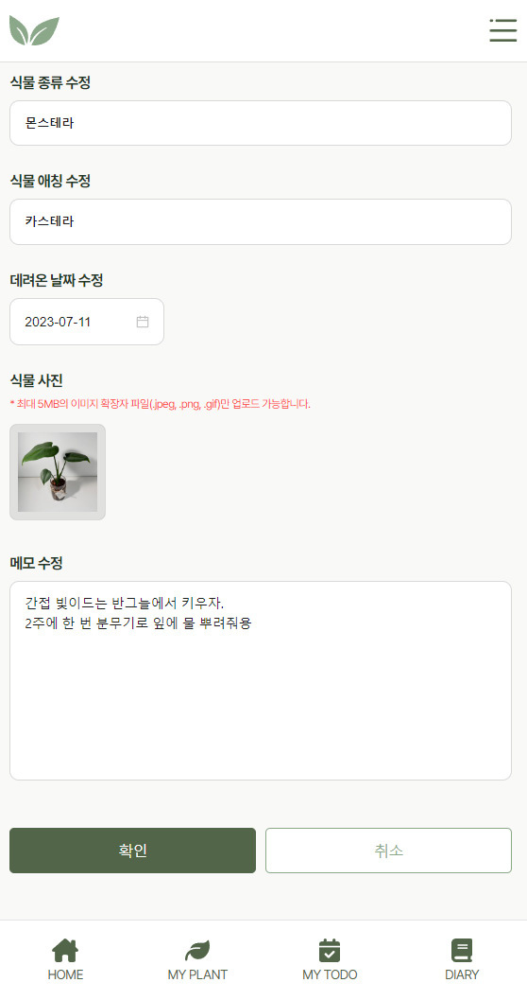 식물 종류 수정
몬스테라
식물 애칭 수정
카스테라
데려온 날짜 수정
2023-07-11
식물 사진
* 최대 5MB의 이미지 확장자 파일(.jpeg, .png, .gif)만 업로드 가능합니다.
메모 수정
간접 빛이드는 반그늘에서 키우자.
2주에 한 번 분무기로 잎에 물 뿌려줘용
확인 취소
HOME MY PLANT MY TODO DIARY